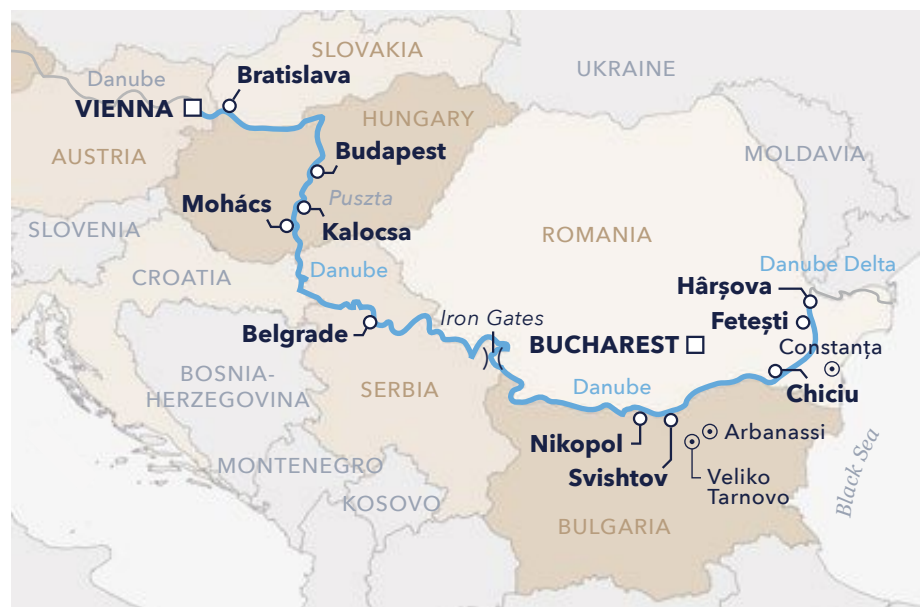 SLOVAKIA
UKRAINE
Danube
Bratislava
VIENNA
HUNGARY
AUSTRIA
Budapest
MOLDAVIA
Mohács
Puszta
Kalocsa
SLOVENIA
ROMANIA
CROATIA
Danube
Danube Delta
Hârșova
Iron Gates
Fetești
Belgrade
BUCHAREST
Constanța
BOSNIA-
HERZEGOVINA
SERBIA
Danube
Chiciu
Nikopol
Arbanassi
Svishtov
Veliko
Tarnovo
MONTENEGRO
KOSOVO
Black Sea
BULGARIA